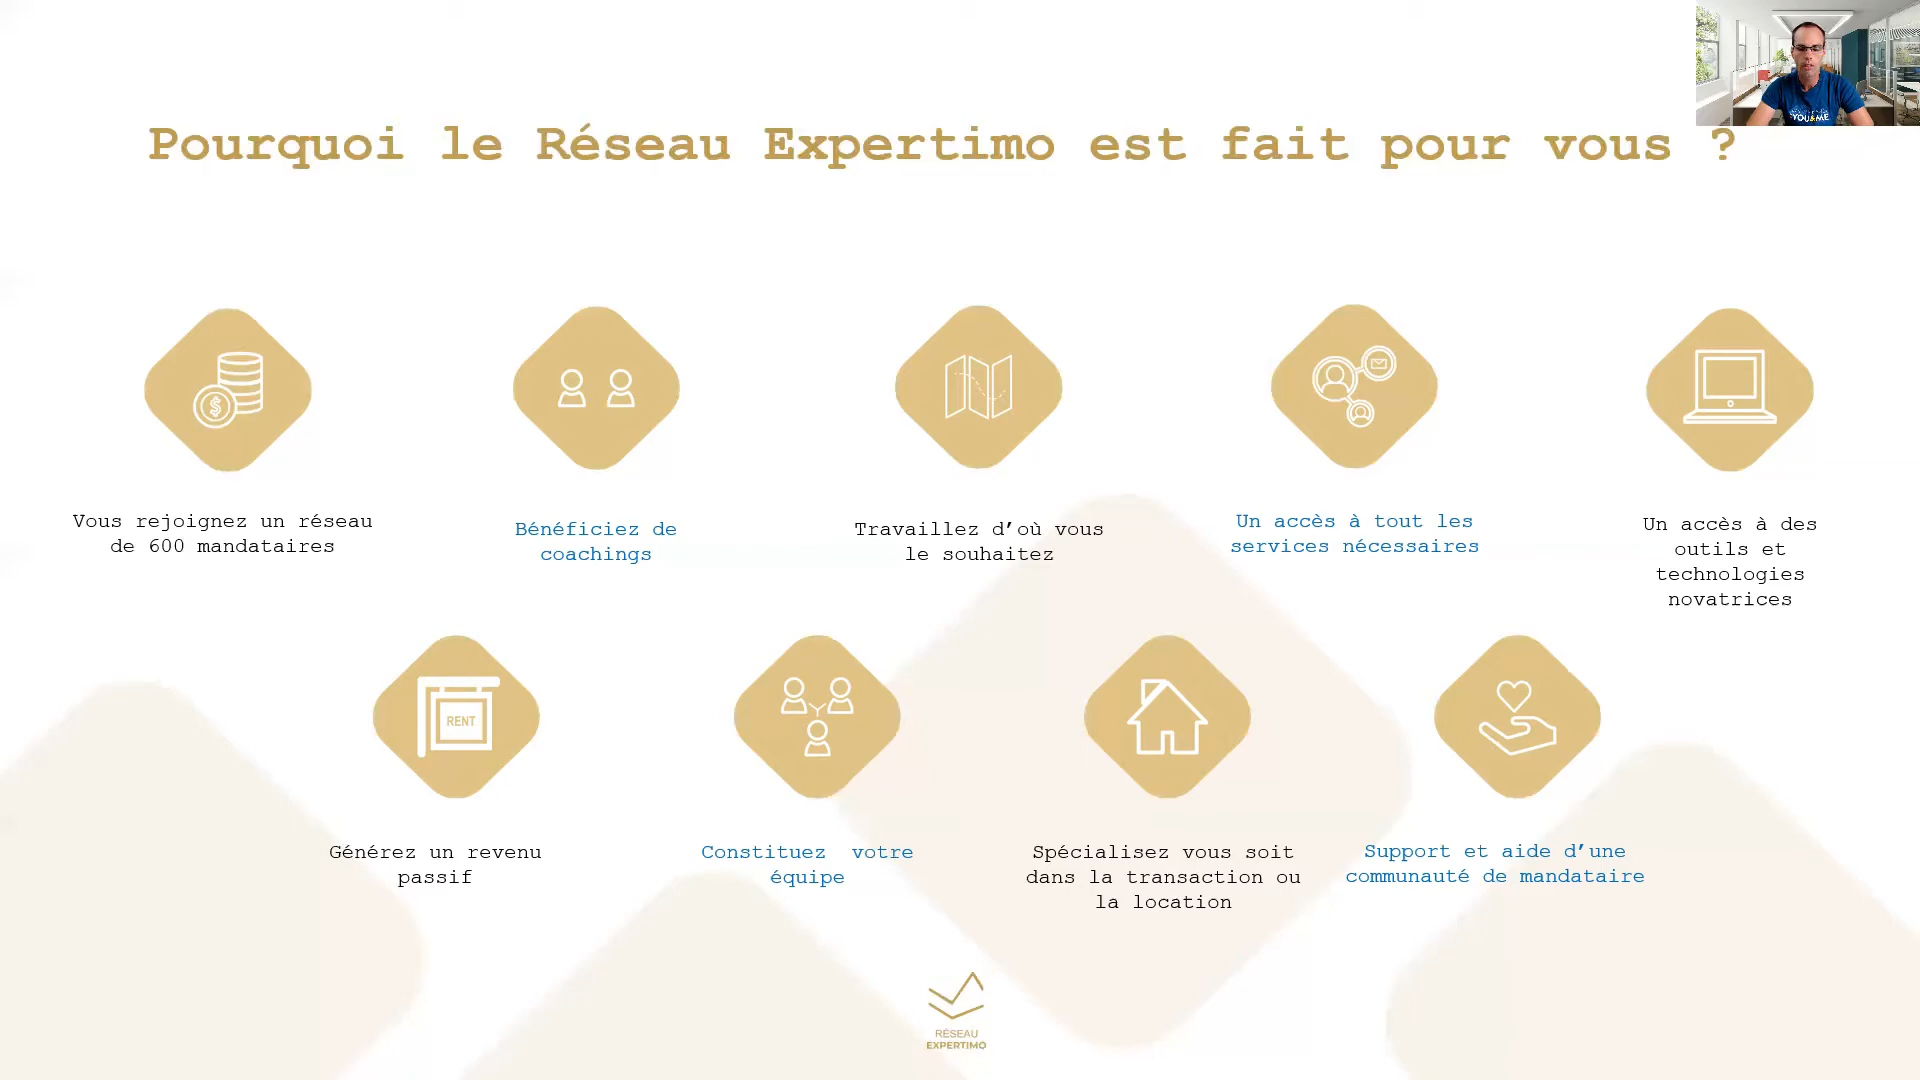 Pourquoi le Réseau Expertimo est fait pour vous ?
YOU&ME
$
Vous rejoignez un réseau
de 600 mandataires
Bénéficiez de
coachings
Travaillez d’où vous
le souhaitez
Un accès à tout les
services nécessaires
Un accès à des
outils et
technologies
novatrices
RENT
Générez un revenu
passif
Constituez  votre
équipe
Spécialisez vous soit
dans la transaction ou
la location
Support et aide d’une
communauté de mandataire
RÉSEAU
EXPERTIMO